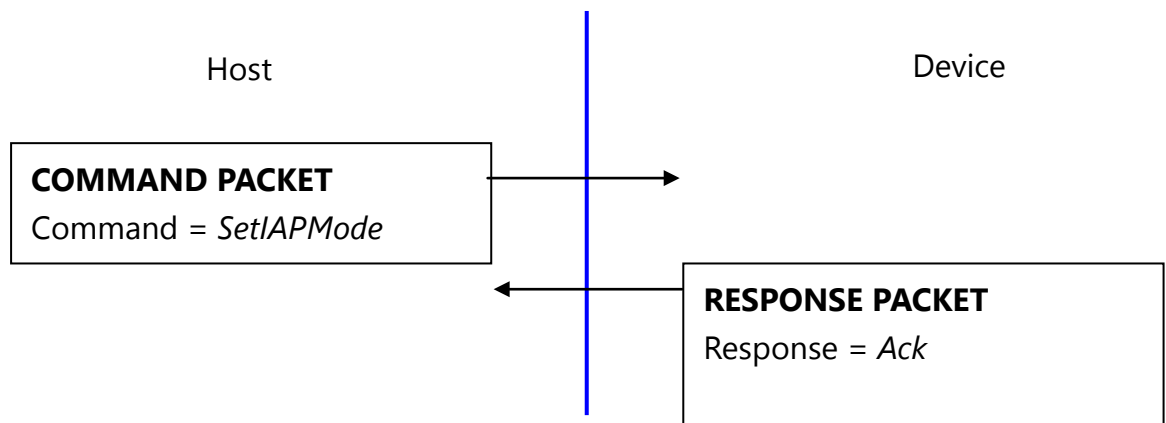 Host
Device
COMMAND PACKET
Command = SetIAPMode
RESPONSE PACKET
Response = Ack